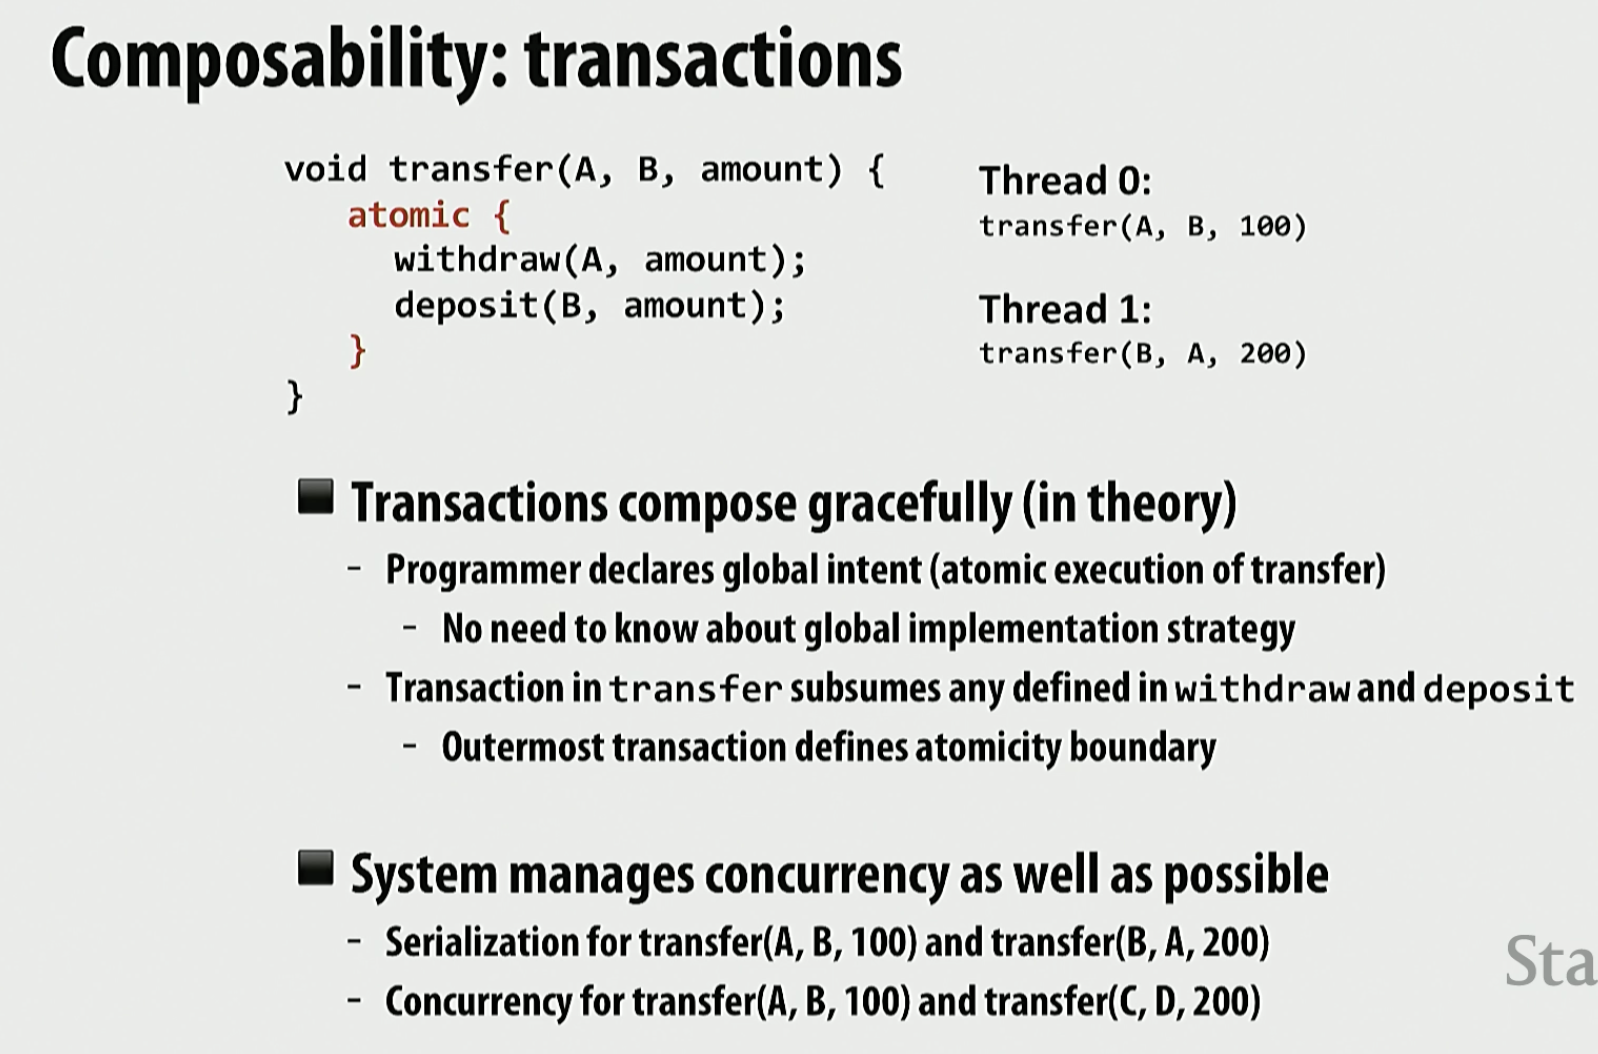 Composability: transactions
void transfer(A, B, amount) {
atomic {
withdraw(A, amount);
deposit(B, amount);
}
}
Thread 0:
transfer(A, B, 100)
Thread 1:
transfer(B, A, 200)
Transactions compose gracefully (in theory)
- Programmer declares global intent (atomic execution of transfer)
- No need to know about global implementation strategy
- Transaction in transfer subsumes any defined in withdraw and deposit
- Outermost transaction defines atomicity boundary
System manages concurrency as well as possible
- Serialization for transfer(A, B, 100) and transfer(B, A, 200)
- Concurrency for transfer(A, B, 100) and transfer(C, D, 200)
Sta